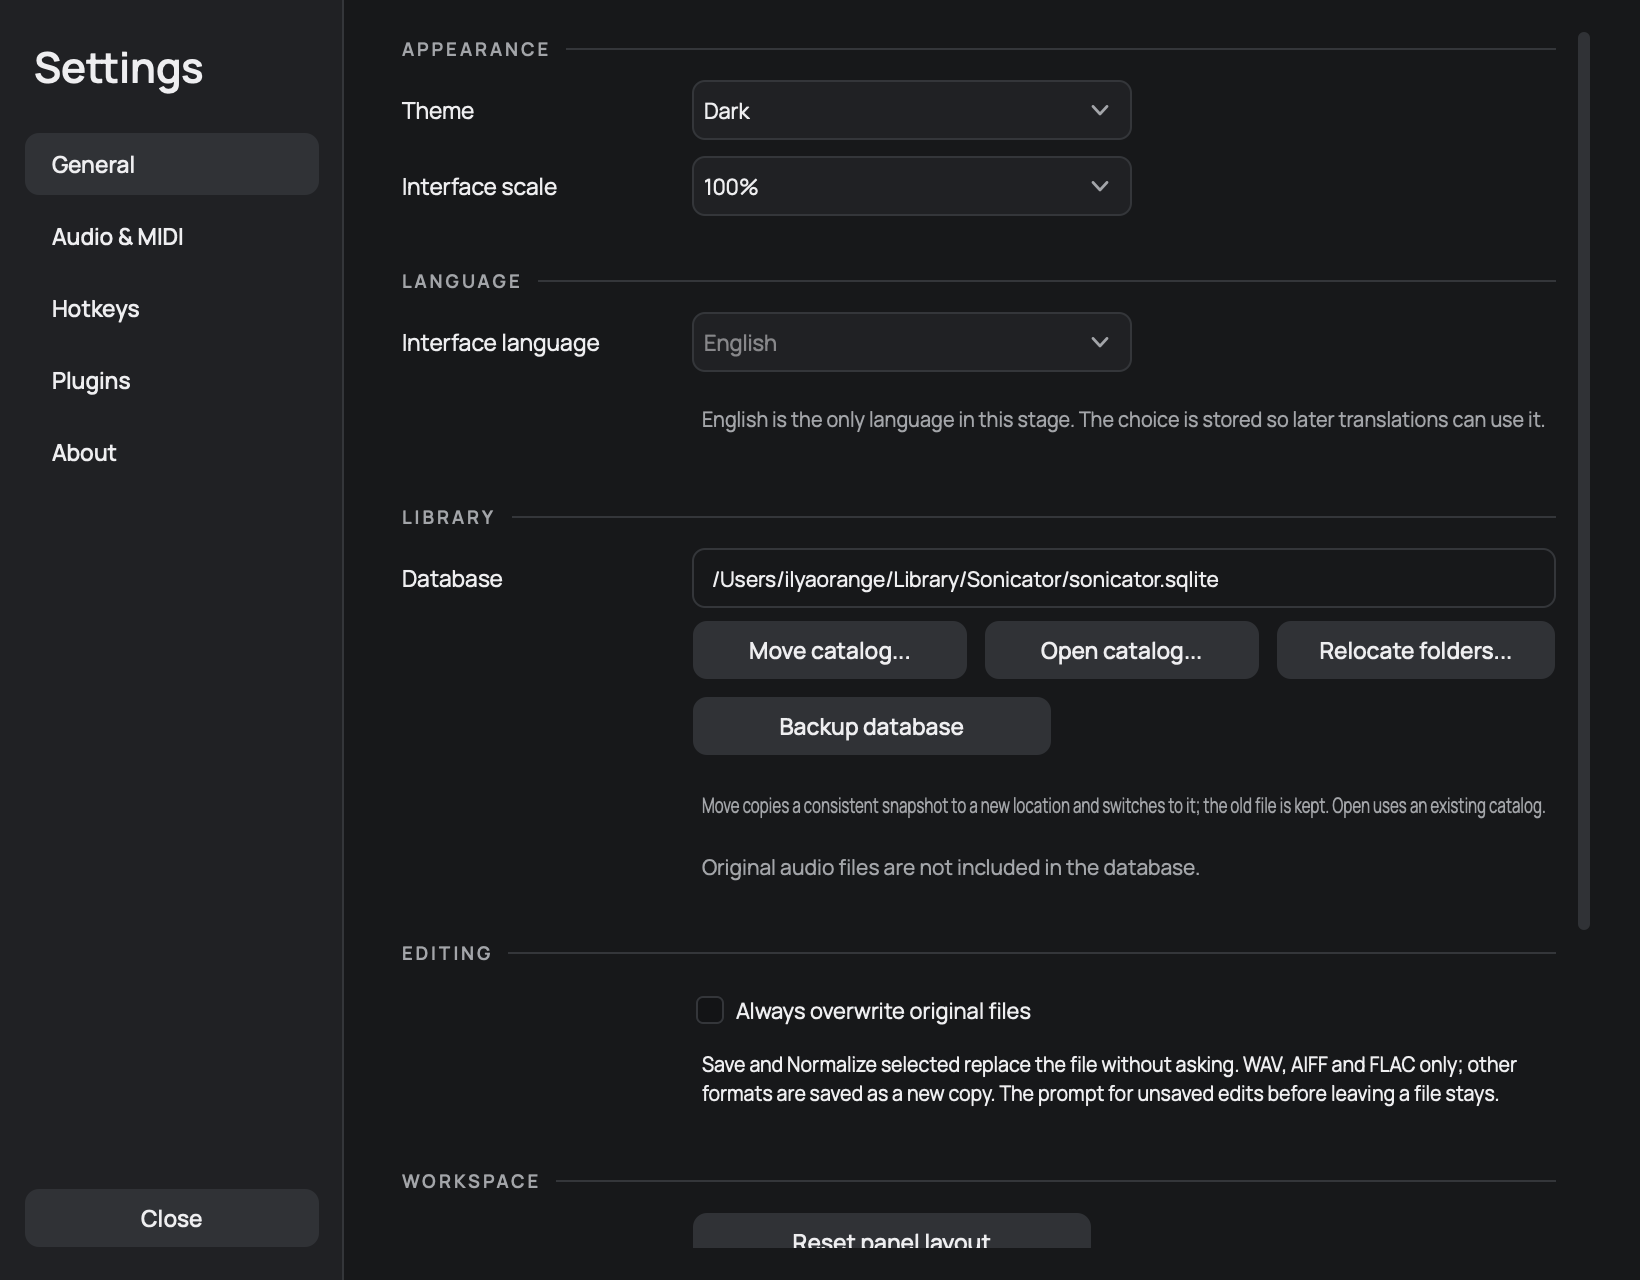 Settings
General
Audio & MIDI
Hotkeys
Plugins
About
Close
APPEARANCE
Theme
Dark
Interface scale
100%
LANGUAGE
Interface language
English
English is the only language in this stage. The choice is stored so later translations can use it.
LIBRARY
Database
/Users/ilyaorange/Library/Sonicator/sonicator.sqlite
Move catalog...
Open catalog...
Relocate folders...
Backup database
Move copies a consistent snapshot to a new location and switches to it; the old file is kept. Open uses an existing catalog.
Original audio files are not included in the database.
EDITING
Always overwrite original files
Save and Normalize selected replace the file without asking. WAV, AIFF and FLAC only; other
formats are saved as a new copy. The prompt for unsaved edits before leaving a file stays.
WORKSPACE
Reset panel layout